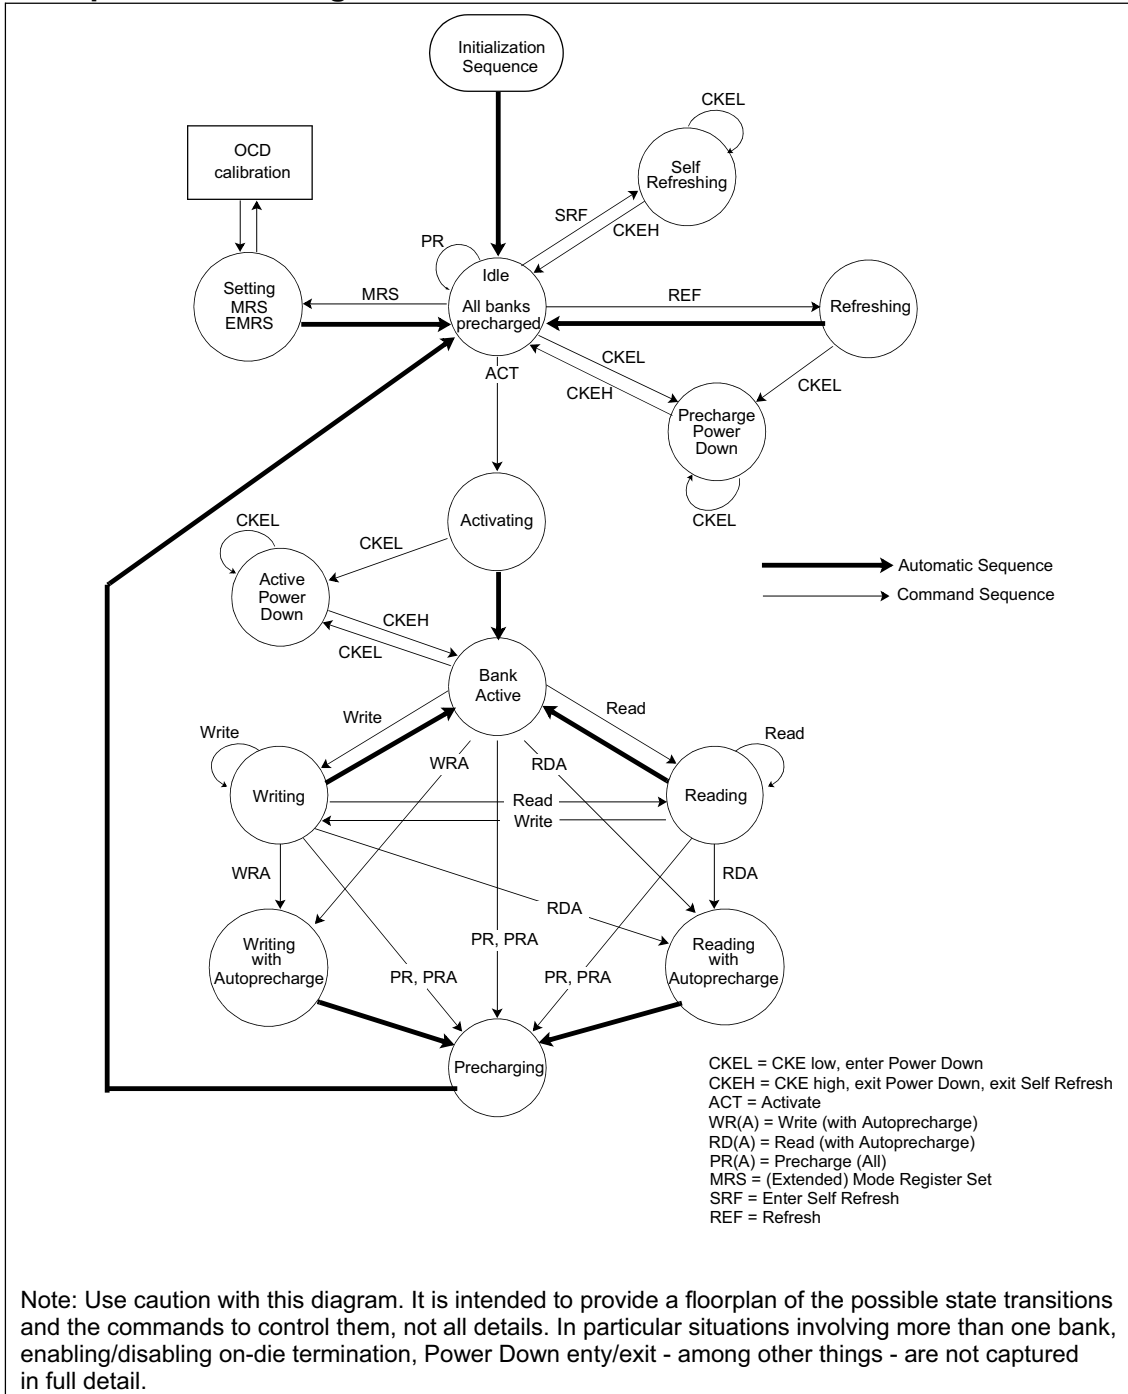 Initialization
Sequence
CKEL
OCD
calibration
Self
Refreshing
SRF
CKEH
PR
Idle
Setting
MRS
EMRS
MRS
All banks
precharged
REF
Refreshing
CKEL
CKEH
CKEL
ACT
Precharge
Power
Down
CKEL
Activating
CKEL
CKEL
Active
Power
Down
Automatic Sequence
Command Sequence
CKEH
CKEL
Bank
Active
Write
Read
Write
Read
WRA
RDA
Writing
Read
Write
Reading
WRA
RDA
RDA
Writing
with
Autoprecharge
PR, PRA
Reading
with
Autoprecharge
PR, PRA
PR, PRA
Precharging
CKEL = CKE low, enter Power Down
CKEH = CKE high, exit Power Down, exit Self Refresh
ACT = Activate
WR(A) = Write (with Autoprecharge)
RD(A) = Read (with Autoprecharge)
PR(A) = Precharge (All)
MRS = (Extended) Mode Register Set
SRF = Enter Self Refresh
REF = Refresh
Note: Use caution with this diagram. It is intended to provide a floorplan of the possible state transitions
and the commands to control them, not all details. In particular situations involving more than one bank,
enabling/disabling on-die termination, Power Down enty/exit - among other things - are not captured
in full detail.